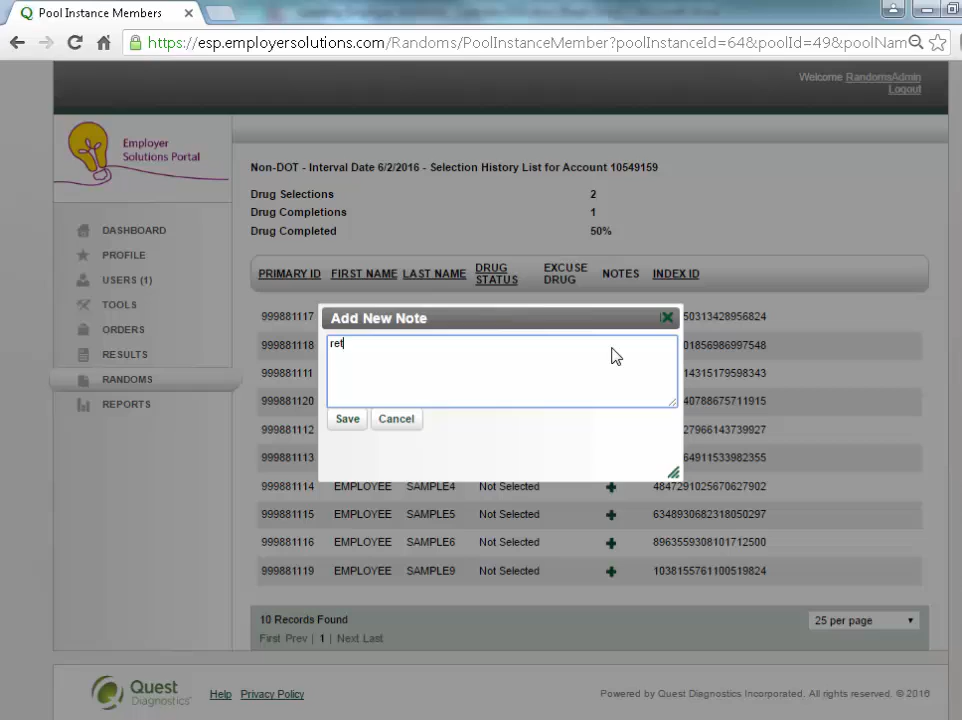 Pool Instance Members
https://esp.employersolutions.com/Randoms/PoolInstanceMember?poolInstanceId=64&poolId=49&poolNam
Welcome RandomsAdmin
Logout
Employer
Solutions Portal
DASHBOARD
PROFILE
USERS (1)
TOOLS
ORDERS
RESULTS
RANDOMS
REPORTS
Non-DOT - Interval Date 6/2/2016 - Selection History List for Account 10549159
Drug Selections 2
Drug Completions 1
Drug Completed 50%
PRIMARY ID FIRST NAME LAST NAME DRUG STATUS EXCUSE DRUG NOTES INDEX ID
999881117 50313428956824
999881118 01856986997548
999881111 14315179598343
999881120 40788675711915
999881112 27966143739927
999881113 64911533982355
Add New Note
ret
Save Cancel
999881114 EMPLOYEE SAMPLE4 Not Selected 4847291025670627902
999881115 EMPLOYEE SAMPLE5 Not Selected 6348930682318050297
999881116 EMPLOYEE SAMPLE6 Not Selected 8963559308101712500
999881119 EMPLOYEE SAMPLE9 Not Selected 1038155761100519824
10 Records Found
First Prev | 1 | Next Last
25 per page
Quest
Diagnostics
Help Privacy Policy
Powered by Quest Diagnostics Incorporated. All rights reserved. © 2016